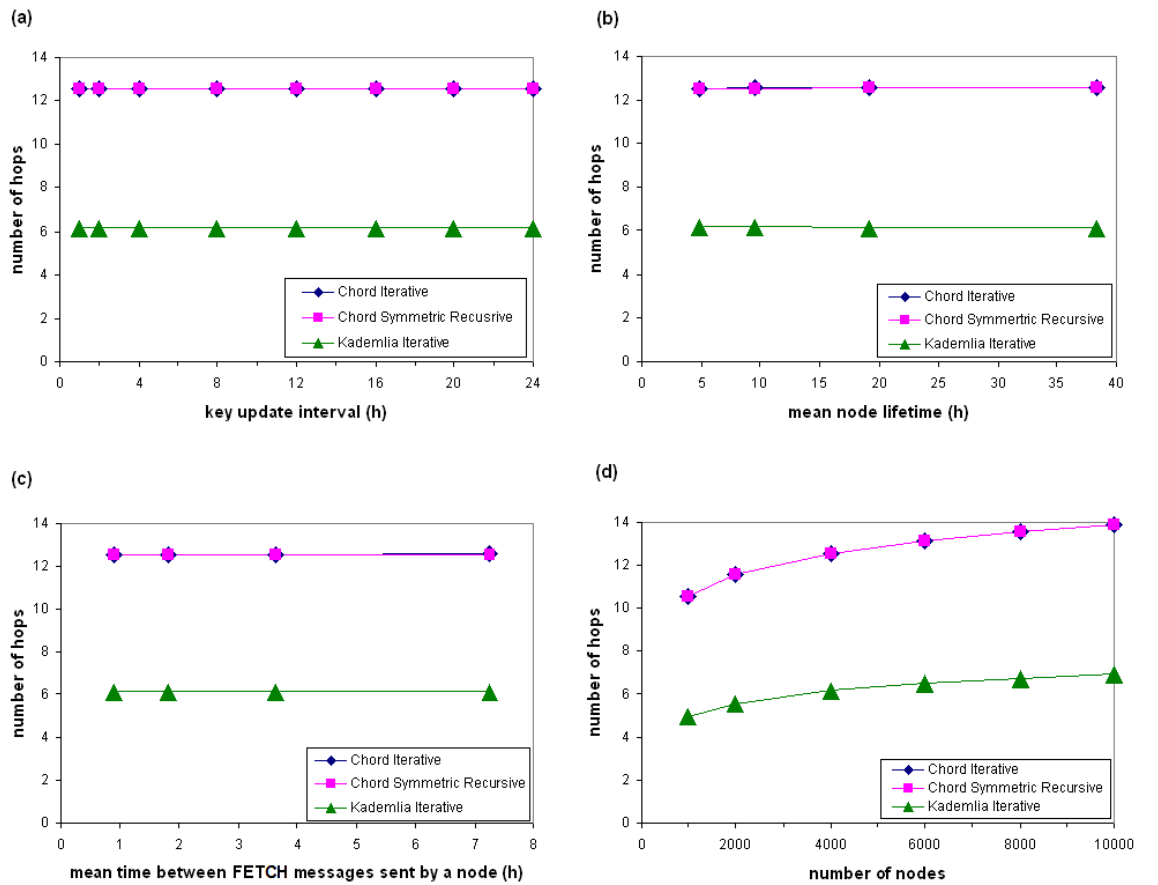 (a)
14
12
10
8
6
4
2
0
number of hops
Chord Iterative
Chord Symmetric Recusrive
Kademlia Iterative
0 4 8 12 16 20 24
key update interval (h)
(b)
14
12
10
8
6
4
2
0
number of hops
Chord Iterative
Chord Symmertric Recursive
Kademlia Iterative
0 5 10 15 20 25 30 35 40
mean node lifetime (h)
(c)
14
12
10
8
6
4
2
0
number of hops
Chord Iterative
Chord Symmetric Recursive
Kademlia Iterative
0 1 2 3 4 5 6 7 8
mean time between FETCH messages sent by a node (h)
(d)
14
12
10
8
6
4
2
0
number of hops
Chord Iterative
Chord Symmetric Recursive
Kademlia Iterative
0 2000 4000 6000 8000 10000
number of nodes